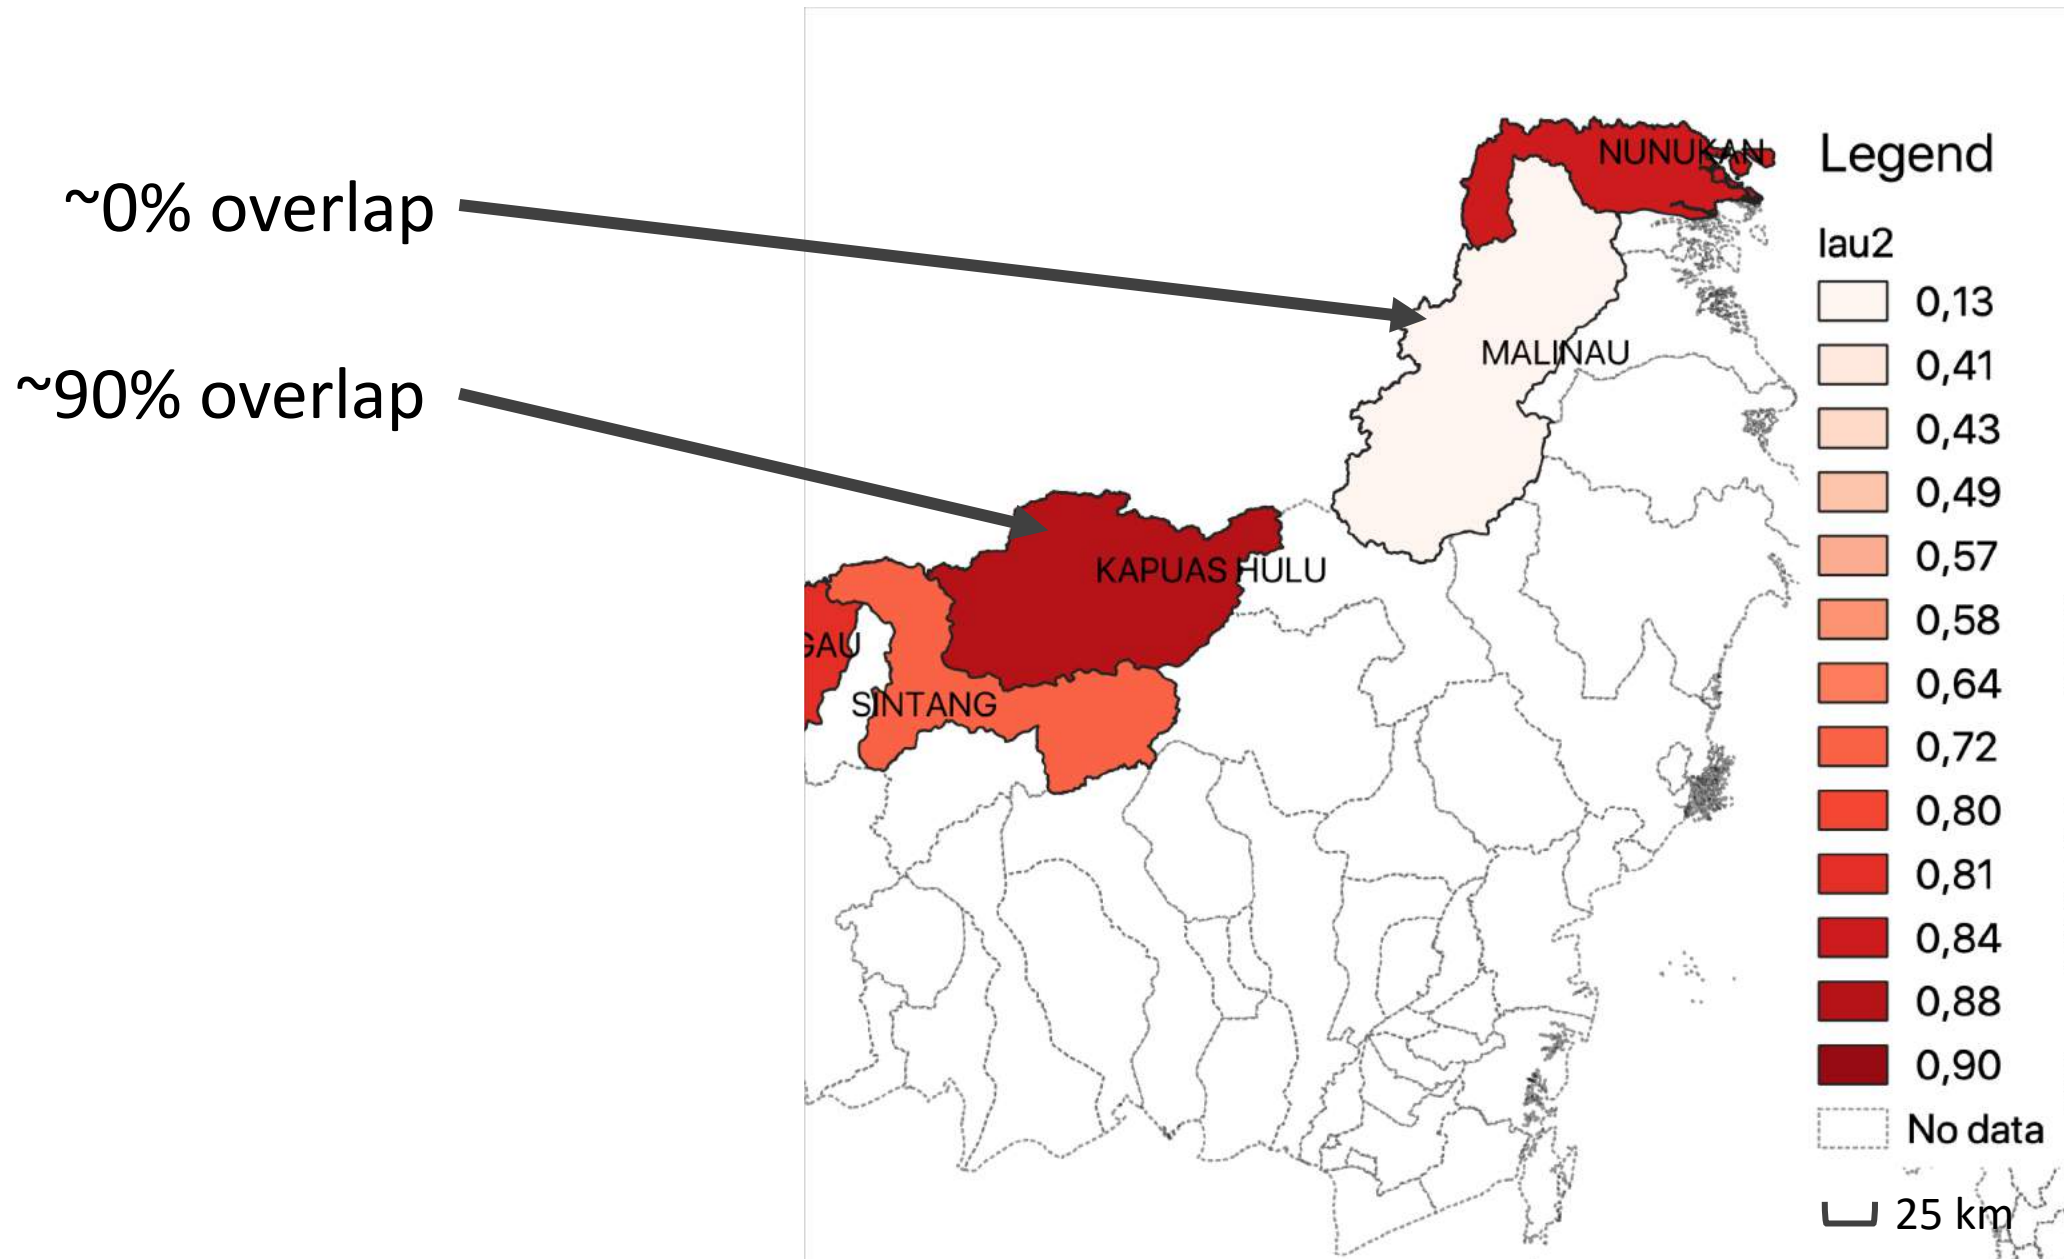 ~0% overlap
~90% overlap
NUNUKAN
MALINAU
KAPUAS HULU
GAU
SINTANG
Legend
lau2
0,13
0,41
0,43
0,49
0,57
0,58
0,64
0,72
0,80
0,81
0,84
0,88
0,90
No data
25 km